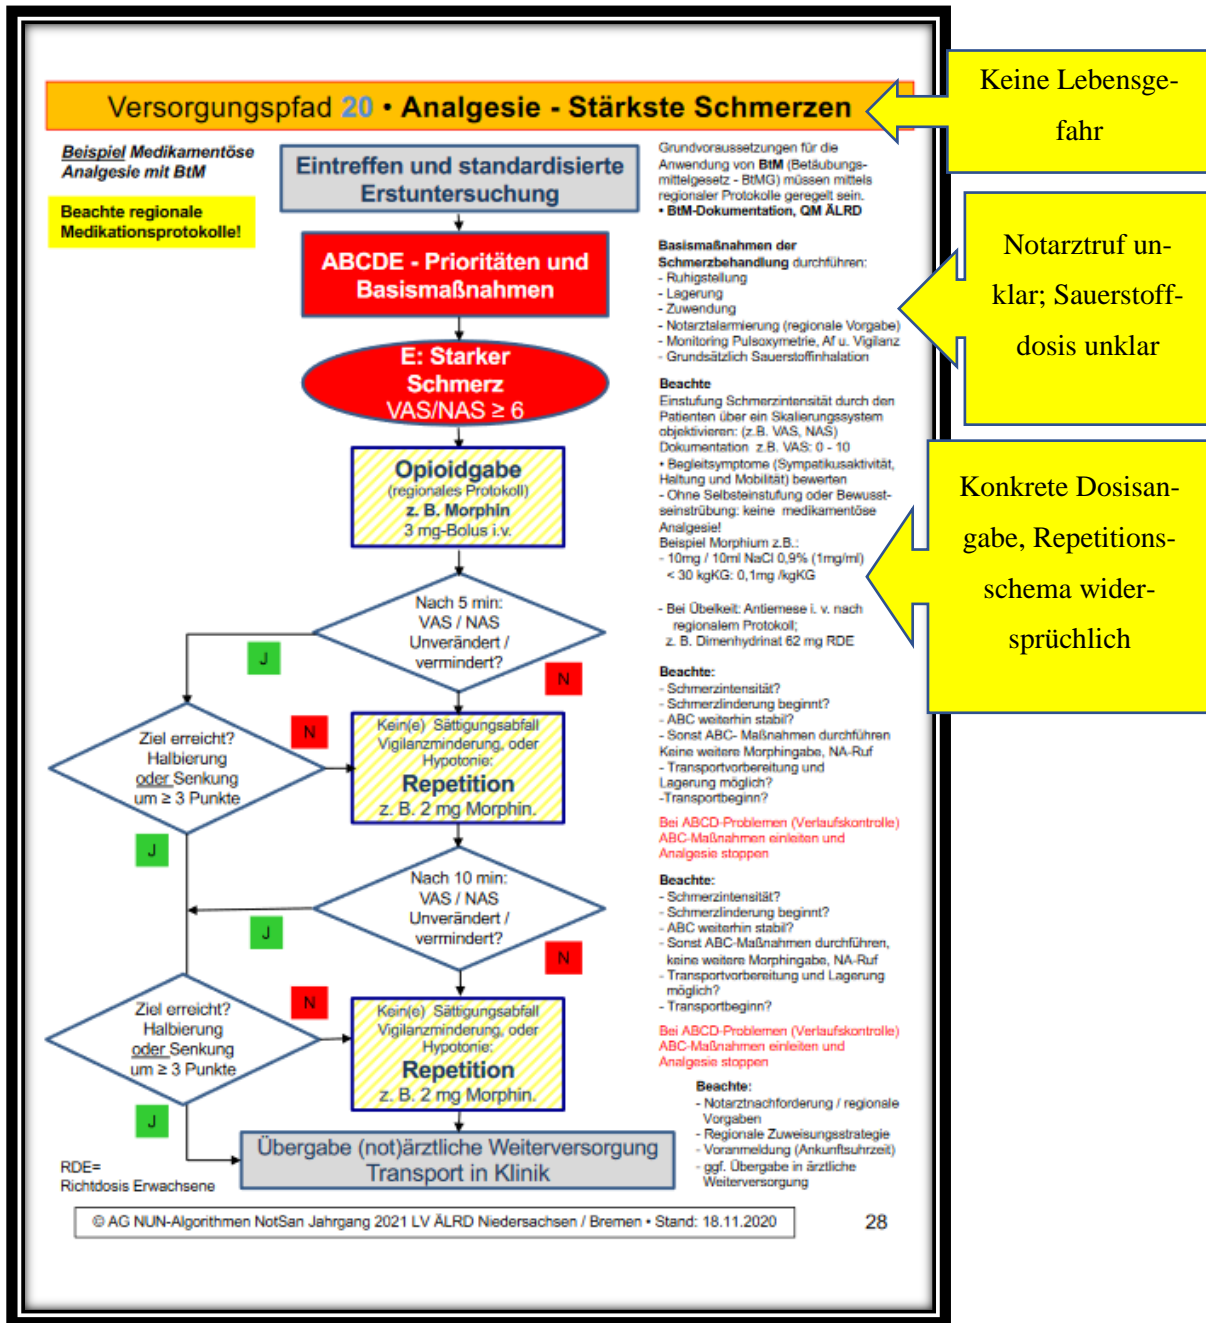 Versorgungspfad 20 • Analgesie - Stärkste Schmerzen
Beispiel Medikamentöse
Analgesie mit BtM
Beachte regionale
Medikationsprotokolle!
Eintreffen und standardisierte
Erstuntersuchung
ABCDE - Prioritäten und
Basismaßnahmen
E: Starker
Schmerz
VAS/NAS ≥ 6
Opioidgabe
(regionales Protokoll)
z. B. Morphin
3 mg-Bolus i.v.
Nach 5 min:
VAS / NAS
Unverändert /
vermindert?
J
N
Ziel erreicht?
Halbierung
oder Senkung
um ≥ 3 Punkte
N
J
Kein(e) Sättigungsabfall
Vigilanzminderung, oder
Hypotonie:
Repetition
z. B. 2 mg Morphin.
Nach 10 min:
VAS / NAS
Unverändert /
vermindert?
J
N
Ziel erreicht?
Halbierung
oder Senkung
um ≥ 3 Punkte
N
J
Kein(e) Sättigungsabfall
Vigilanzminderung, oder
Hypotonie:
Repetition
z. B. 2 mg Morphin.
Übergabe (not)ärztliche Weiterversorgung
Transport in Klinik
RDE=
Richtdosis Erwachsene
Grundvoraussetzungen für die
Anwendung von BtM (Betäubungs-
mittelgesetz - BtMG) müssen mittels
regionaler Protokolle geregelt sein.
• BtM-Dokumentation, QM ÄLRD
Basismaßnahmen der
Schmerzbehandlung durchführen:
- Ruhigstellung
- Lagerung
- Zuwendung
- Notarztalarmierung (regionale Vorgabe)
- Monitoring Pulsoxymetrie, Af u. Vigilanz
- Grundsätzlich Sauerstoffinhalation
Beachte
Einstufung Schmerzintensität durch den
Patienten über ein Skalierungssystem
objektivieren: (z.B. VAS, NAS)
Dokumentation z.B. VAS: 0 - 10
• Begleitsymptome (Sympatikusaktivität,
Haltung und Mobilität) bewerten
- Ohne Selbsteinstufung oder Bewusst-
seinstrübung: keine medikamentöse
Analgesie!
Beispiel Morphium z.B.:
- 10mg / 10ml NaCl 0,9% (1mg/ml)
< 30 kgKG: 0,1mg /kgKG
- Bei Übelkeit: Antiemese i. v. nach
regionalem Protokoll;
z. B. Dimenhydrinat 62 mg RDE
Beachte:
- Schmerzintensität?
- Schmerzlinderung beginnt?
- ABC weiterhin stabil?
- Sonst ABC- Maßnahmen durchführen
Keine weitere Morphingabe, NA-Ruf
- Transportvorbereitung und
Lagerung möglich?
-Transportbeginn?
Bei ABCD-Problemen (Verlaufskontrolle)
ABC-Maßnahmen einleiten und
Analgesie stoppen
Beachte:
- Schmerzintensität?
- Schmerzlinderung beginnt?
- ABC weiterhin stabil?
- Sonst ABC-Maßnahmen durchführen,
keine weitere Morphingabe, NA-Ruf
- Transportvorbereitung und Lagerung
möglich?
- Transportbeginn?
Bei ABCD-Problemen (Verlaufskontrolle)
ABC-Maßnahmen einleiten und
Analgesie stoppen
Beachte:
- Notarztnachforderung / regionale
Vorgaben
- Regionale Zuweisungsstrategie
- Voranmeldung (Ankunftsuhrzeit)
- ggf. Übergabe in ärztliche
Weiterversorgung
© AG NUN-Algorithmen NotSan Jahrgang 2021 LV ÄLRD Niedersachsen / Bremen • Stand: 18.11.2020
28
Keine Lebensge-
fahr
Notarztruf un-
klar; Sauerstoff-
dosis unklar
Konkrete Dosisan-
gabe, Repetitions-
schema wider-
sprüchlich